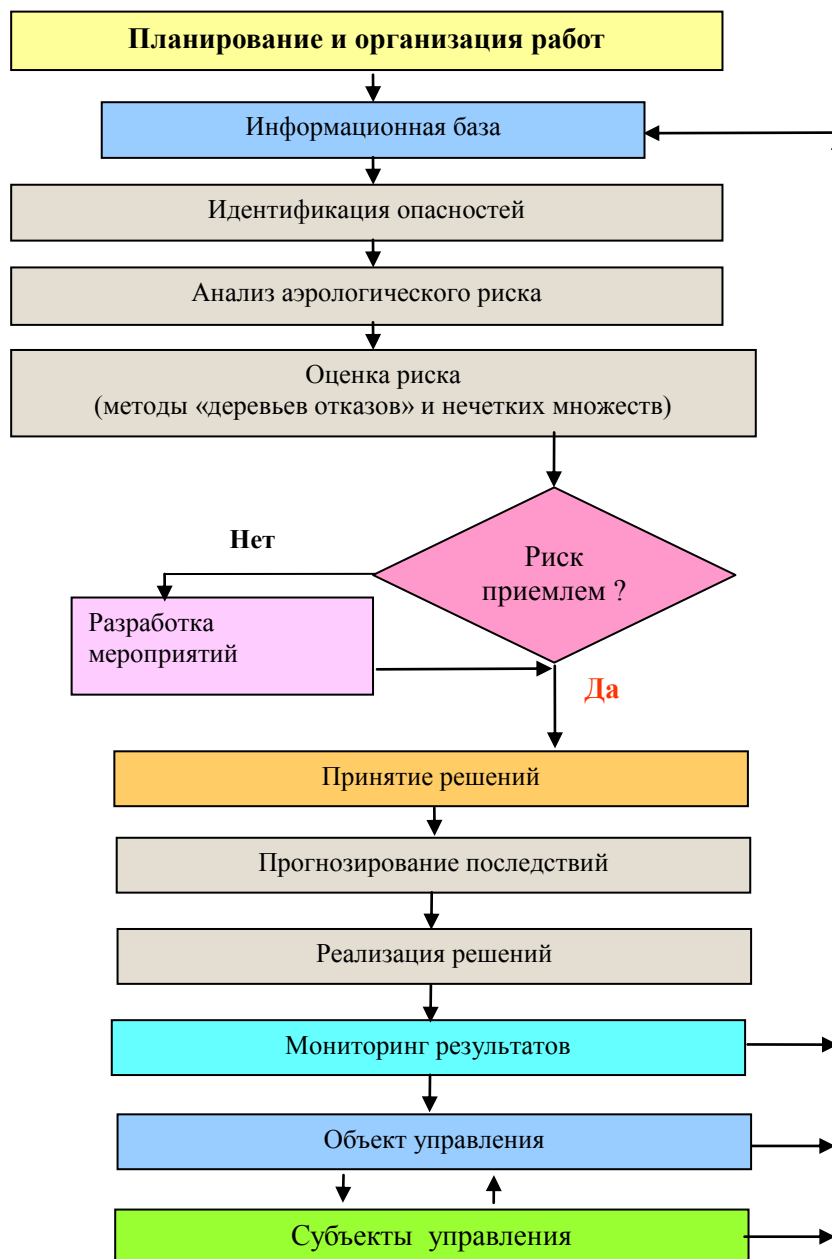 Планирование и организация работ
Информационная база
Идентификация опасностей
Анализ аэрологического риска
Оценка риска
(методы «деревьев отказов» и нечетких множеств)
Нет
Риск
приемлем ?
Разработка
мероприятий
Да
Принятие решений
Прогнозирование последствий
Реализация решений
Мониторинг результатов
Объект управления
Субъекты управления